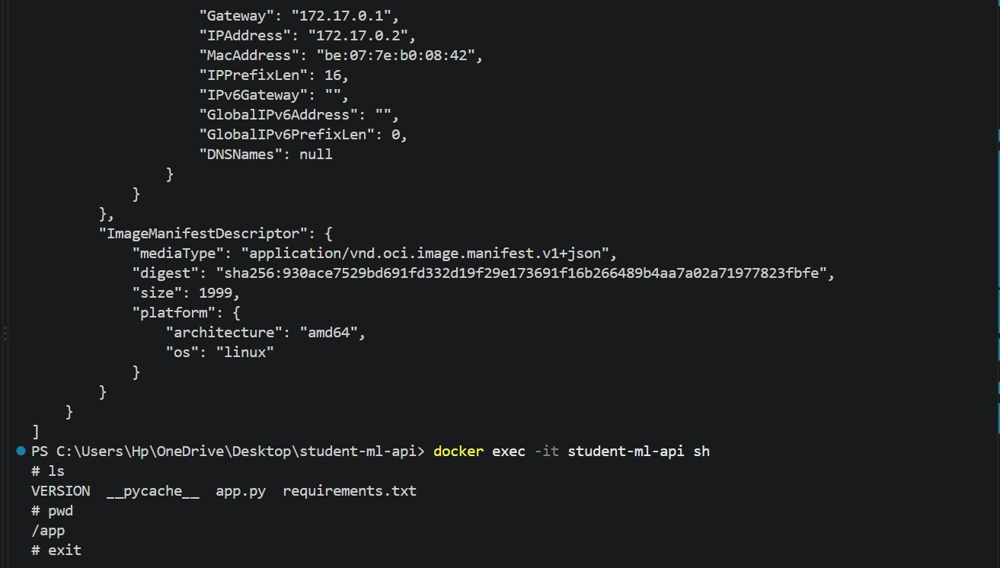 "Gateway": "172.17.0.1",
"IPAddress": "172.17.0.2",
"MacAddress": "be:07:7e:b0:08:42",
"IPPrefixLen": 16,
"IPv6Gateway": "",
"GlobalIPv6Address": "",
"GlobalIPv6PrefixLen": 0,
"DNSNames": null
}
}
},
"ImageManifestDescriptor": {
"mediaType": "application/vnd.oci.image.manifest.v1+json",
"digest": "sha256:930ace7529bd691fd332d19f29e173691f16b266489b4aa7a02a71977823fbfe",
"size": 1999,
"platform": {
"architecture": "amd64",
"os": "linux"
}
}
}
]
PS C:\Users\Hp\OneDrive\Desktop\student-ml-api> docker exec -it student-ml-api sh
# ls
VERSION  __pycache__  app.py  requirements.txt
# pwd
/app
# exit